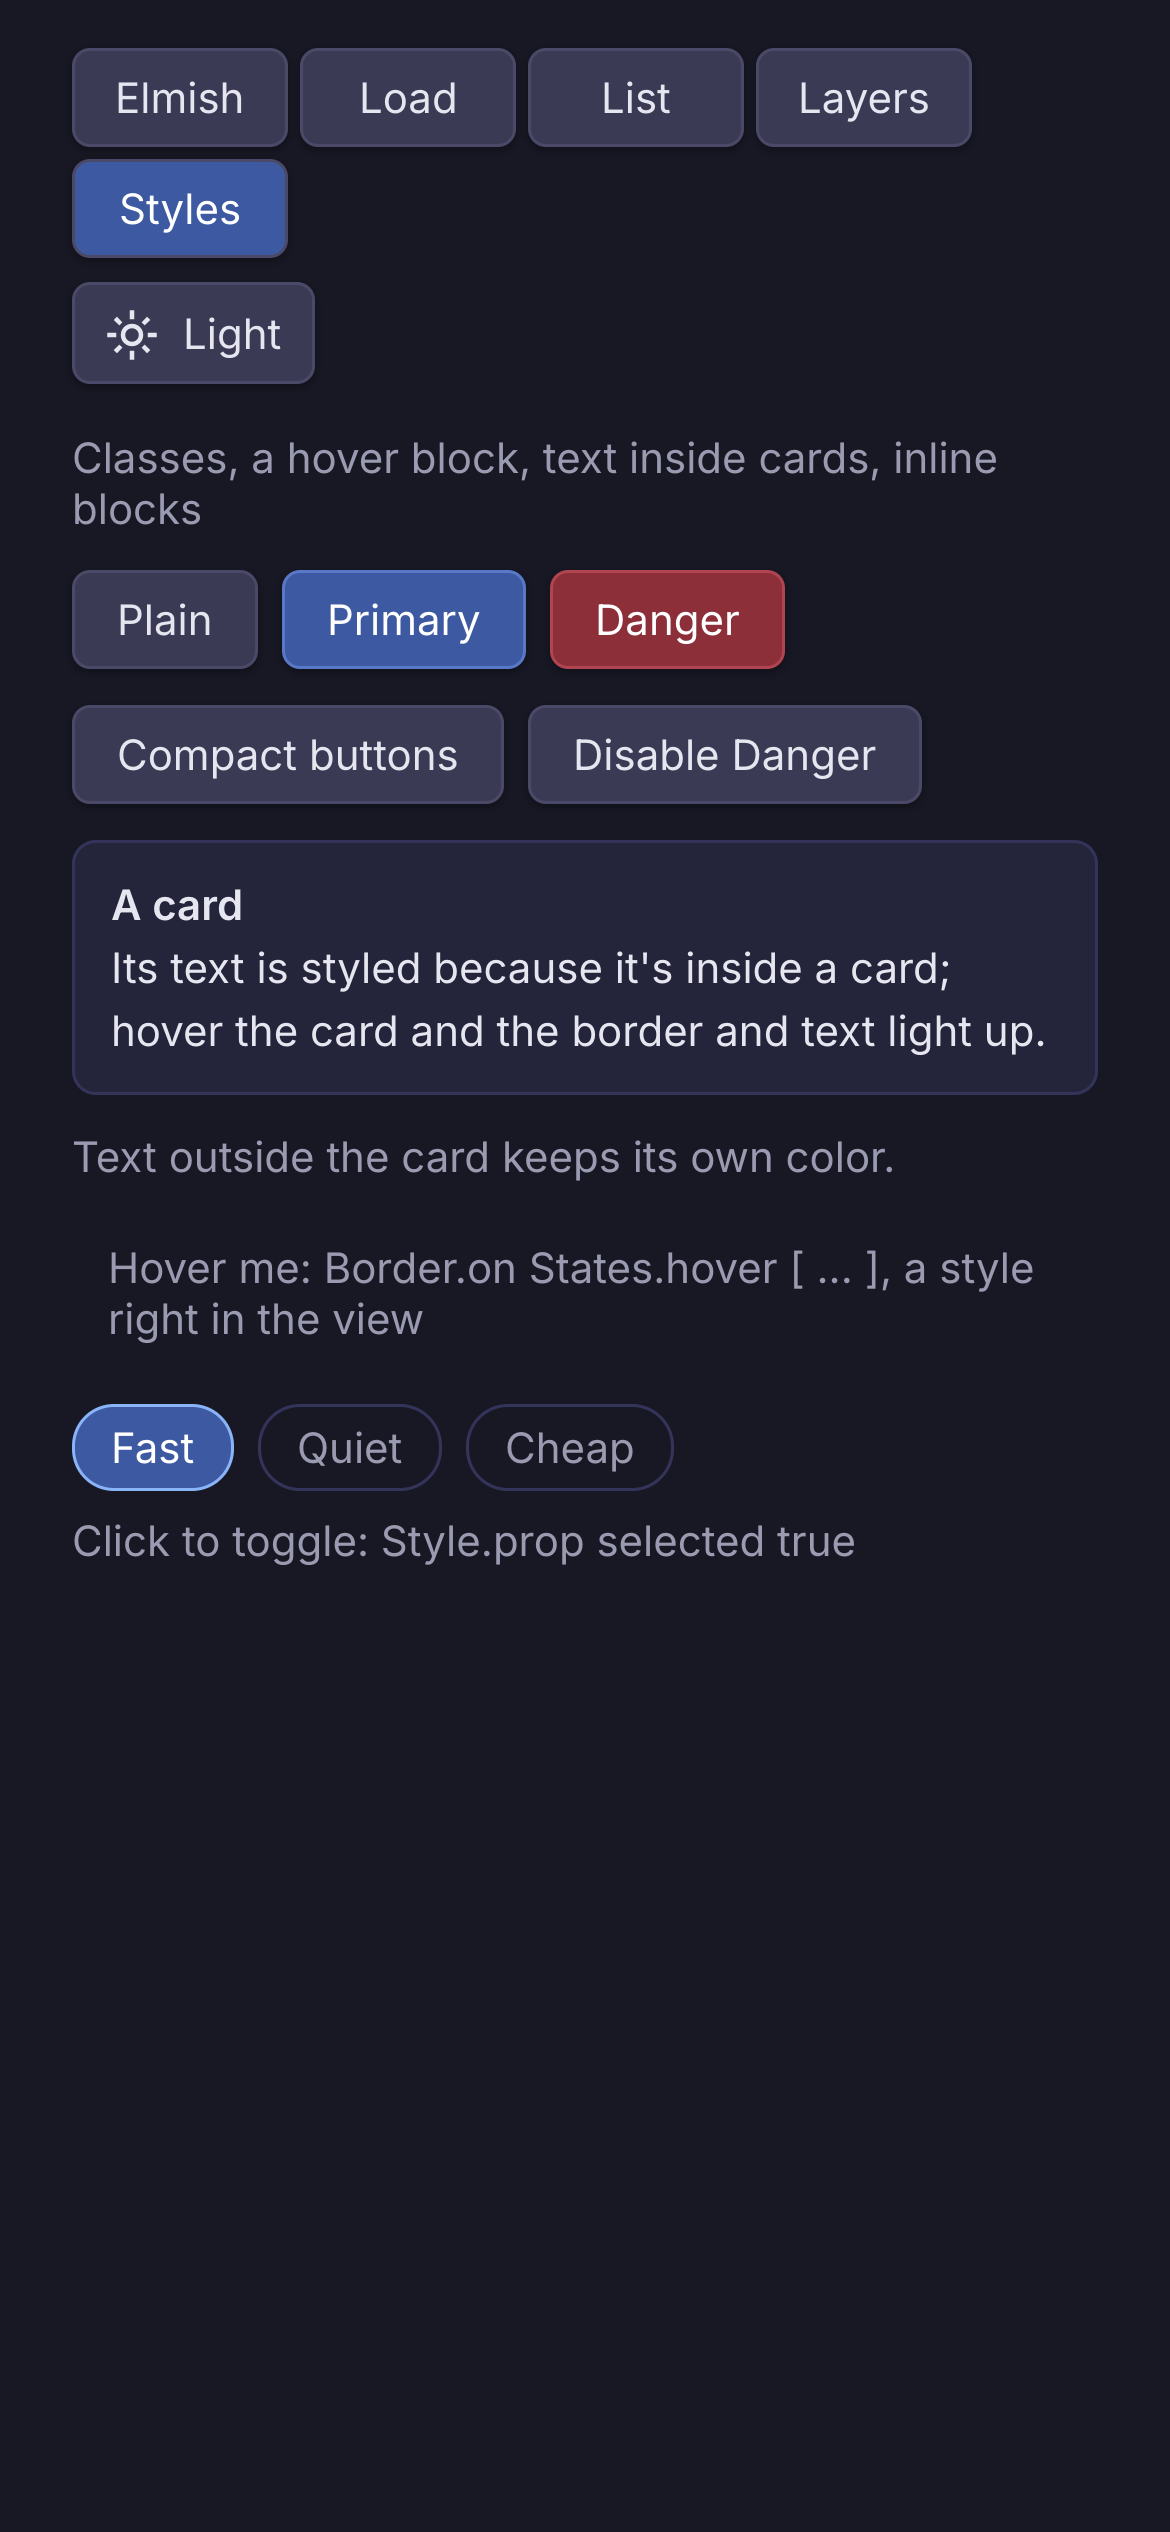 Elmish Load List Layers
Styles
Light
Classes, a hover block, text inside cards, inline
blocks
Plain Primary Danger
Compact buttons Disable Danger
A card
Its text is styled because it's inside a card;
hover the card and the border and text light up.
Text outside the card keeps its own color.
Hover me: Border.on States.hover [ ... ], a style
right in the view
Fast Quiet Cheap
Click to toggle: Style.prop selected true